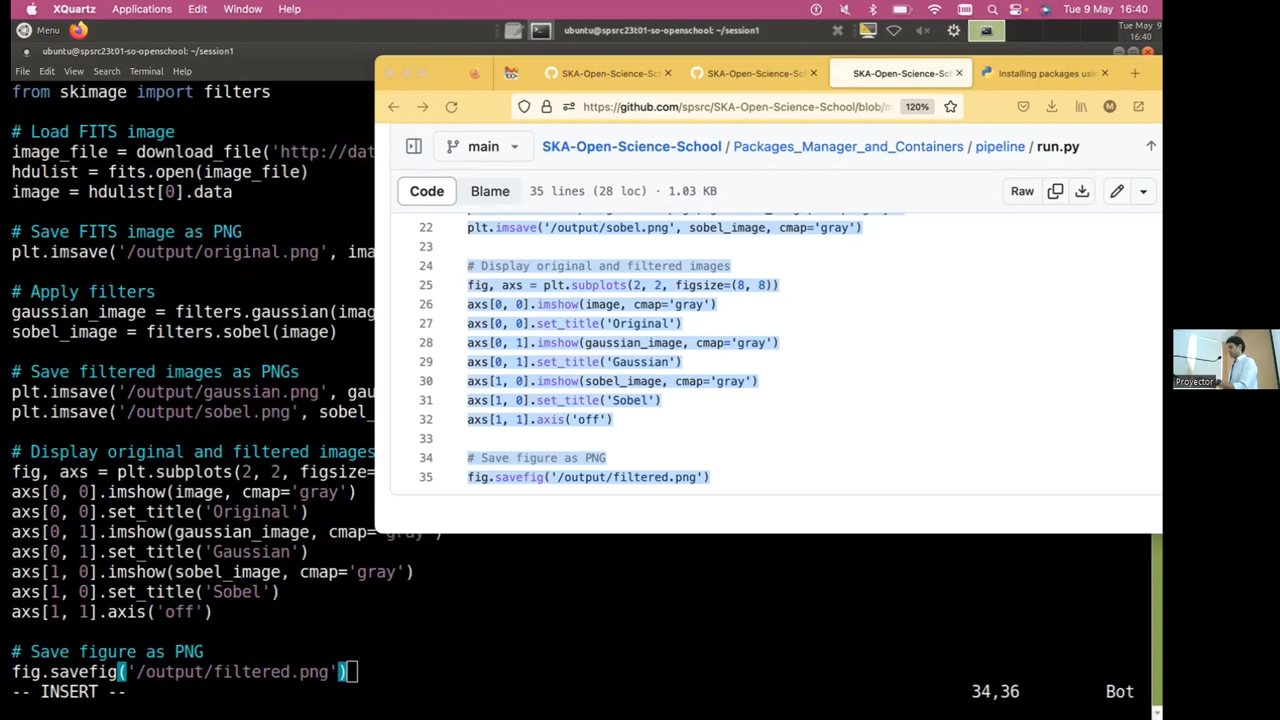 XQuartz Applications Edit Window Help
Tue 9 May 16:40
Menu
ubuntu@spsrc23t01-so-openschool: ~/session1
Tue May 9
16:40
ubuntu@spsrc23t01-so-openschool: ~/session1
File Edit View Search Terminal Help
from skimage import filters
# Load FITS image
image_file = download_file('http://dat
hdulist = fits.open(image_file)
image = hdulist[0].data
# Save FITS image as PNG
plt.imsave('/output/original.png', ima
# Apply filters
gaussian_image = filters.gaussian(imag
sobel_image = filters.sobel(image)
# Save filtered images as PNGs
plt.imsave('/output/gaussian.png', gau
plt.imsave('/output/sobel.png', sobel_
# Display original and filtered images
fig, axs = plt.subplots(2, 2, figsize=
axs[0, 0].imshow(image, cmap='gray')
axs[0, 0].set_title('Original')
axs[0, 1].imshow(gaussian_image, cmap='gray')
axs[0, 1].set_title('Gaussian')
axs[1, 0].imshow(sobel_image, cmap='gray')
axs[1, 0].set_title('Sobel')
axs[1, 1].axis('off')
# Save figure as PNG
fig.savefig('/output/filtered.png')
-- INSERT --
34,36
Bot
SKA-Open-Science-Sc
SKA-Open-Science-Sc
SKA-Open-Science-Sc
Installing packages usin
https://github.com/spsrc/SKA-Open-Science-School/blob/m
120%
main
SKA-Open-Science-School / Packages_Manager_and_Containers / pipeline / run.py
Code Blame 35 lines (28 loc) · 1.03 KB
Raw
22 plt.imsave('/output/sobel.png', sobel_image, cmap='gray')
23
24 # Display original and filtered images
25 fig, axs = plt.subplots(2, 2, figsize=(8, 8))
26 axs[0, 0].imshow(image, cmap='gray')
27 axs[0, 0].set_title('Original')
28 axs[0, 1].imshow(gaussian_image, cmap='gray')
29 axs[0, 1].set_title('Gaussian')
30 axs[1, 0].imshow(sobel_image, cmap='gray')
31 axs[1, 0].set_title('Sobel')
32 axs[1, 1].axis('off')
33
34 # Save figure as PNG
35 fig.savefig('/output/filtered.png')
Proyector